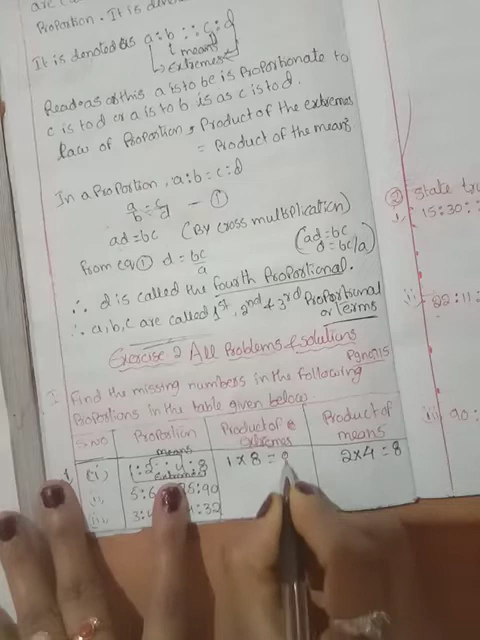 Proportion. It is
It is denoted as a:b :: c:d
means
extremes
Read as of this a is to be is Proportionate to
c is to d or a is to b is as c is to d.
law of Proportion, Product of the extremes
= Product of the means
In a Proportion, a:b = c:d
a/b = c/d — ①
ad = bc (By cross multiplication)
from eq ① d = bc/a (ad = bc
d = bc/a)
∴ d is called the fourth Proportional.
∴ a, b, c are called 1st, 2nd & 3rd Proportional
or Terms
Exercise 2 All Problems & solutions
I Find the missing numbers in the following
Proportions in the table given below.
S.NO Proportion Product of extremes Product of means
means
1 (i) 1:2 :: 4:8 1 x 8 = 2x4 = 8
extremes
(ii) 5:6 75:90
(iii) 3:4 :32
② State
i, 15:30 ::
ii, 22:11
iii) 90: